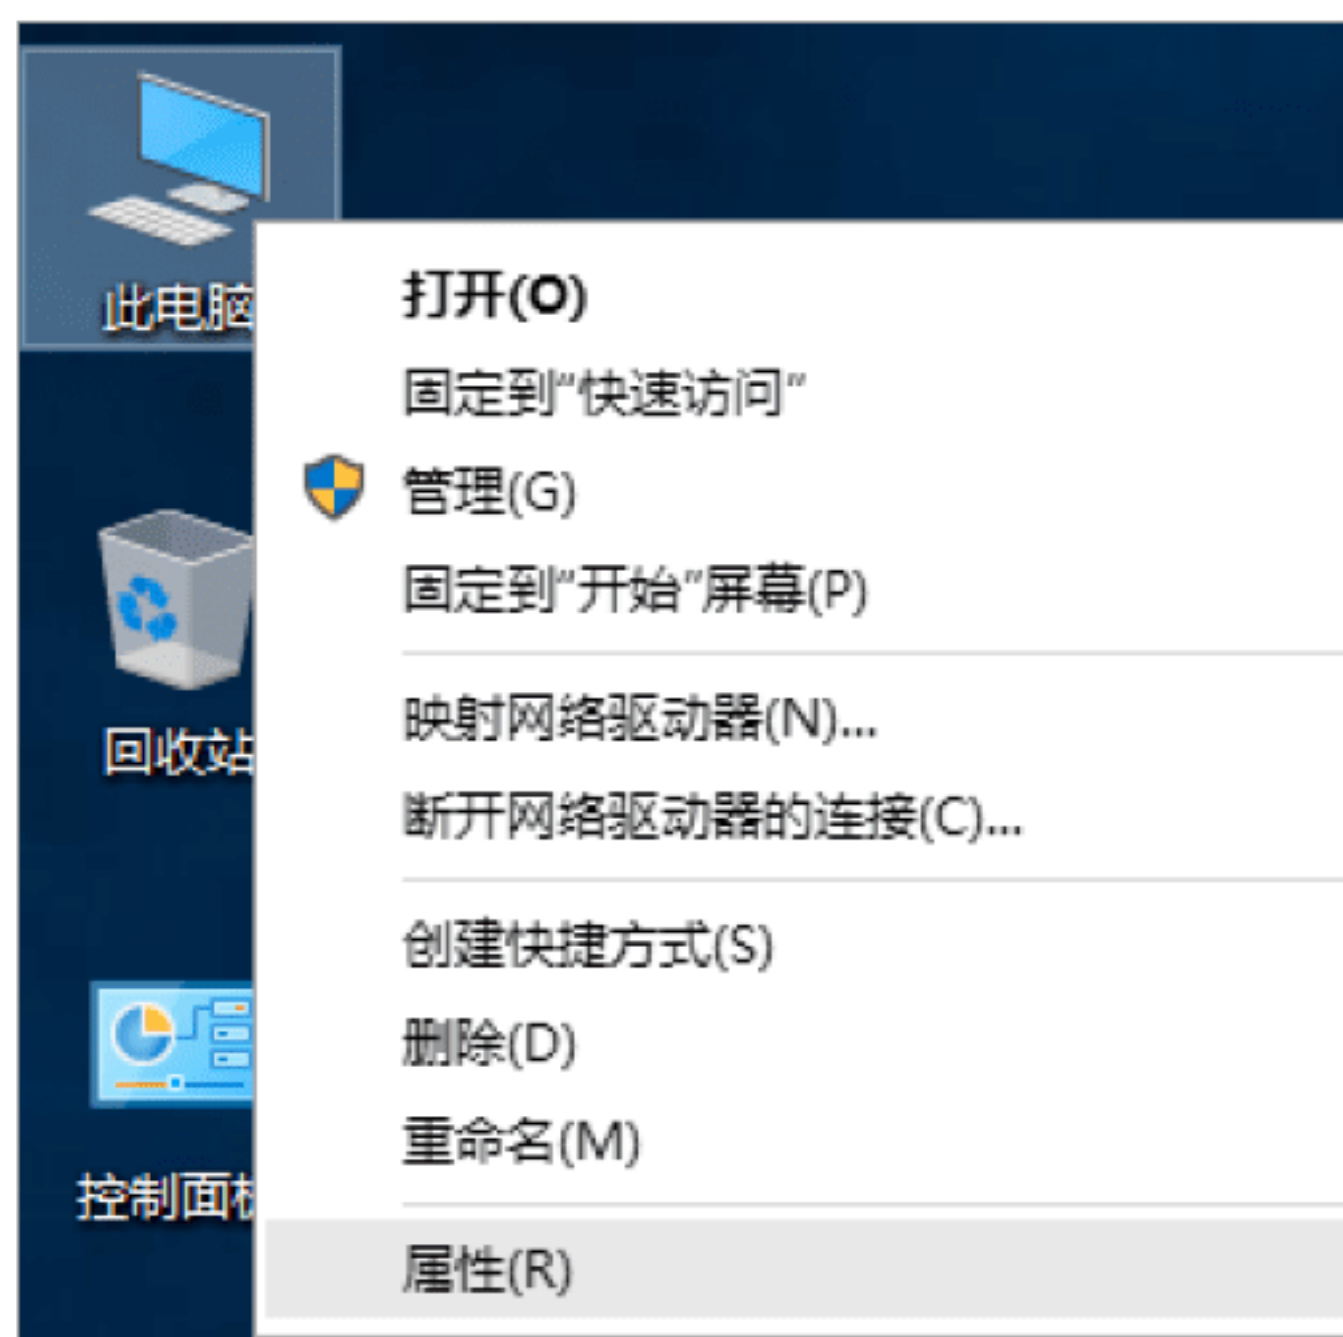 此电脑
打开(O)
固定到"快速访问"
管理(G)
固定到"开始"屏幕(P)
回收站
映射网络驱动器(N)...
断开网络驱动器的连接(C)...
创建快捷方式(S)
删除(D)
重命名(M)
控制面板
属性(R)